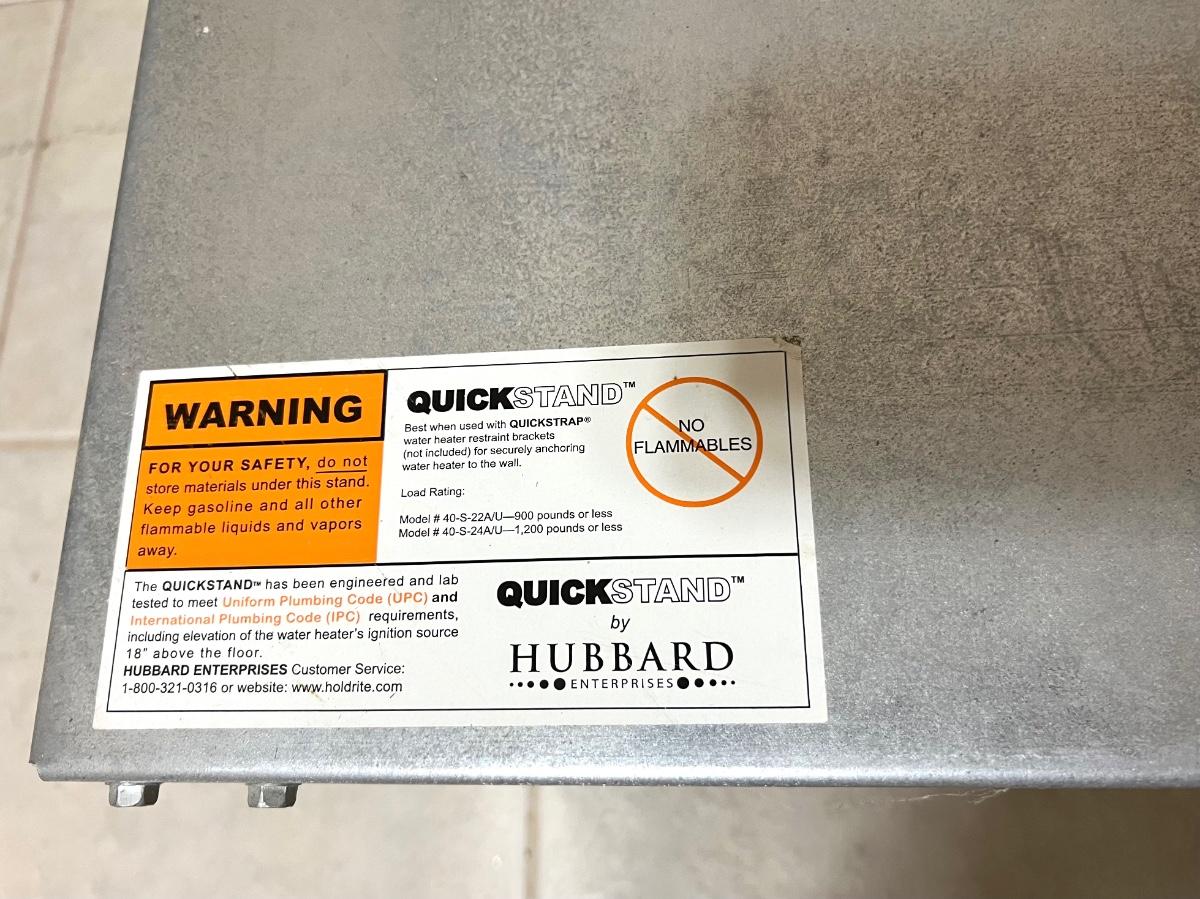 WARNING
FOR YOUR SAFETY, do not
store materials under this stand.
Keep gasoline and all other
flammable liquids and vapors
away.
QUICKSTAND™
Best when used with QUICKSTRAP®
water heater restraint brackets
(not included) for securely anchoring
water heater to the wall.
Load Rating:
Model # 40-S-22A/U—900 pounds or less
Model # 40-S-24A/U—1,200 pounds or less
NO
FLAMMABLES
The QUICKSTAND™ has been engineered and lab
tested to meet Uniform Plumbing Code (UPC) and
International Plumbing Code (IPC) requirements,
including elevation of the water heater's ignition source
18" above the floor.
HUBBARD ENTERPRISES Customer Service:
1-800-321-0316 or website: www.holdrite.com
QUICKSTAND™
by
HUBBARD
ENTERPRISES